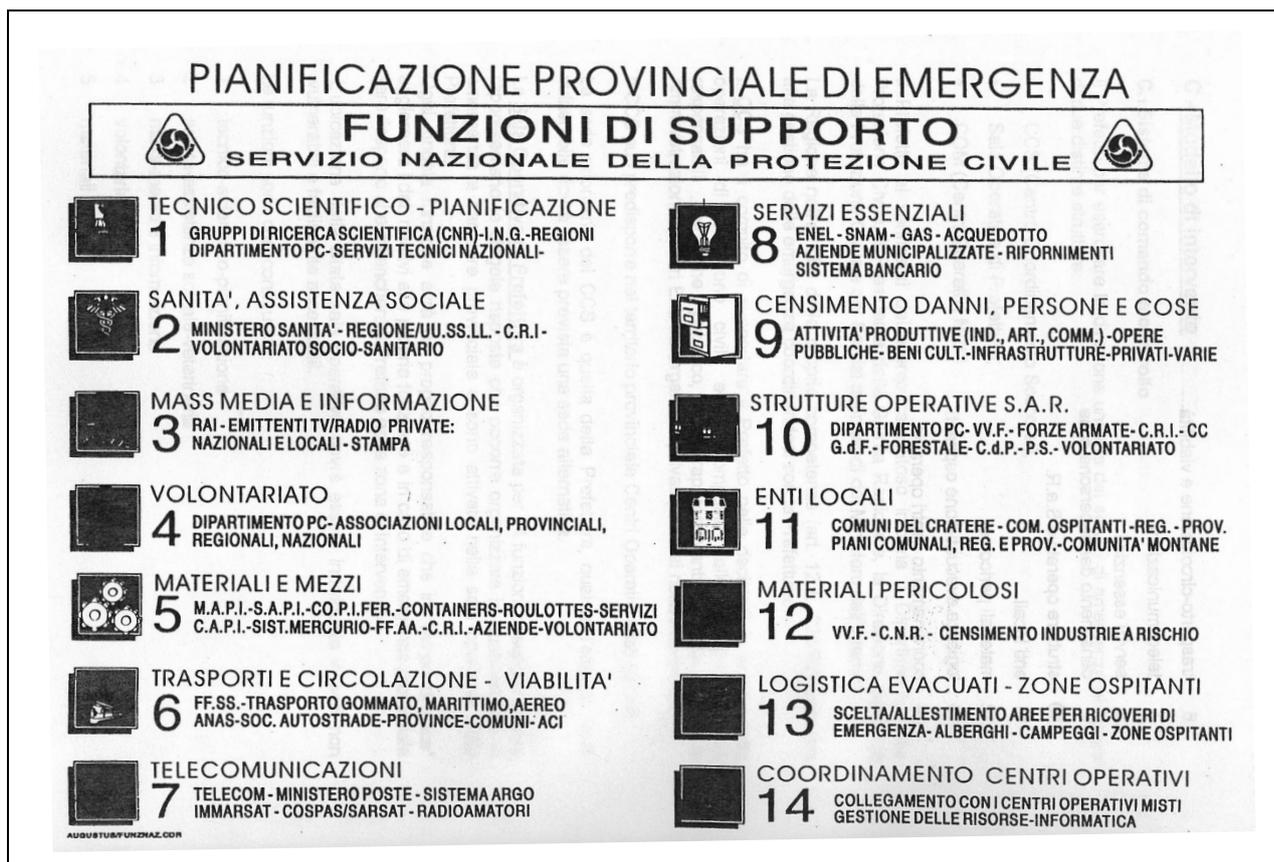 PIANIFICAZIONE PROVINCIALE DI EMERGENZA
FUNZIONI DI SUPPORTO
SERVIZIO NAZIONALE DELLA PROTEZIONE CIVILE
TECNICO SCIENTIFICO - PIANIFICAZIONE
1 GRUPPI DI RICERCA SCIENTIFICA (CNR)-I.N.G.-REGIONI
DIPARTIMENTO PC- SERVIZI TECNICI NAZIONALI-
SANITA', ASSISTENZA SOCIALE
2 MINISTERO SANITA' - REGIONE/UU.SS.LL. - C.R.I -
VOLONTARIATO SOCIO-SANITARIO
MASS MEDIA E INFORMAZIONE
3 RAI - EMITTENTI TV/RADIO PRIVATE:
NAZIONALI E LOCALI - STAMPA
VOLONTARIATO
4 DIPARTIMENTO PC- ASSOCIAZIONI LOCALI, PROVINCIALI,
REGIONALI, NAZIONALI
MATERIALI E MEZZI
5 M.A.P.I.-S.A.P.I.-CO.P.I.FER.-CONTAINERS-ROULOTTES-SERVIZI
C.A.P.I.-SIST.MERCURIO-FF.AA.-C.R.I.-AZIENDE-VOLONTARIATO
TRASPORTI E CIRCOLAZIONE - VIABILITA'
6 FF.SS.-TRASPORTO GOMMATO, MARITTIMO,AEREO
ANAS-SOC. AUTOSTRADE-PROVINCE-COMUNI- ACI
TELECOMUNICAZIONI
7 TELECOM - MINISTERO POSTE - SISTEMA ARGO
IMMARSAT - COSPAS/SARSAT - RADIOAMATORI
AUGUSTUS/FUNZNAZ.CDR
SERVIZI ESSENZIALI
8 ENEL - SNAM - GAS - ACQUEDOTTO
AZIENDE MUNICIPALIZZATE - RIFORNIMENTI
SISTEMA BANCARIO
CENSIMENTO DANNI, PERSONE E COSE
9 ATTIVITA' PRODUTTIVE (IND., ART., COMM.) -OPERE
PUBBLICHE- BENI CULT.-INFRASTRUTTURE-PRIVATI-VARIE
STRUTTURE OPERATIVE S.A.R.
10 DIPARTIMENTO PC- VV.F.- FORZE ARMATE- C.R.I.- CC
G.d.F.- FORESTALE- C.d.P.- P.S.- VOLONTARIATO
ENTI LOCALI
11 COMUNI DEL CRATERE - COM. OSPITANTI -REG. - PROV.
PIANI COMUNALI, REG. E PROV.-COMUNITA' MONTANE
MATERIALI PERICOLOSI
12 VV.F. - C.N.R. - CENSIMENTO INDUSTRIE A RISCHIO
LOGISTICA EVACUATI - ZONE OSPITANTI
13 SCELTA/ALLESTIMENTO AREE PER RICOVERI DI
EMERGENZA- ALBERGHI - CAMPEGGI - ZONE OSPITANTI
COORDINAMENTO CENTRI OPERATIVI
14 COLLEGAMENTO CON I CENTRI OPERATIVI MISTI
GESTIONE DELLE RISORSE-INFORMATICA